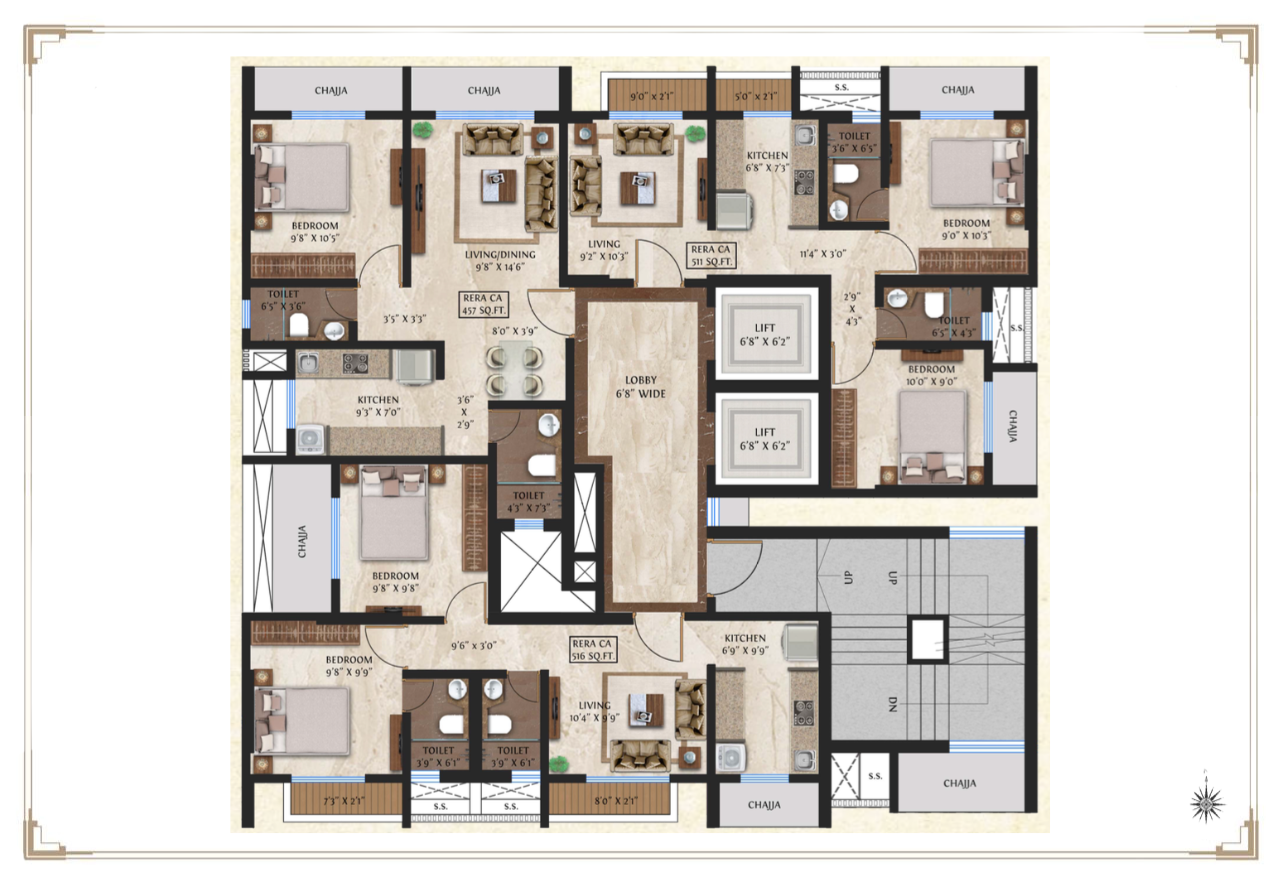 CHAJJA
CHAJJA
9'0" X 2'1"
5'0" X 2'1"
S.S.
CHAJJA
BEDROOM
9'8" X 10'5"
LIVING/DINING
9'8" X 14'6"
LIVING
9'2" X 10'3"
KITCHEN
6'8" X 7'3"
TOILET
3'6" X 6'5"
BEDROOM
9'0" X 10'3"
RERA CA
511 SQ.FT.
11'4" X 3'0"
TOILET
6'5" X 3'6"
3'5" X 3'3"
RERA CA
457 SQ.FT.
8'0" X 3'9"
LIFT
6'8" X 6'2"
2'9"
X
4'3"
TOILET
6'5" X 4'3"
S.S.
KITCHEN
9'3" X 7'0"
3'6"
X
2'9"
LOBBY
6'8" WIDE
LIFT
6'8" X 6'2"
BEDROOM
10'0" X 9'0"
CHAJJA
TOILET
4'3" X 7'3"
CHAJJA
BEDROOM
9'8" X 9'8"
UP
UP
BEDROOM
9'8" X 9'9"
9'6" X 3'0"
RERA CA
516 SQ.FT.
KITCHEN
6'9" X 9'9"
LIVING
10'4" X 9'9"
DN
TOILET
3'9" X 6'1"
TOILET
3'9" X 6'1"
7'3" X 2'1"
S.S.
S.S.
8'0" X 2'1"
CHAJJA
S.S.
CHAJJA